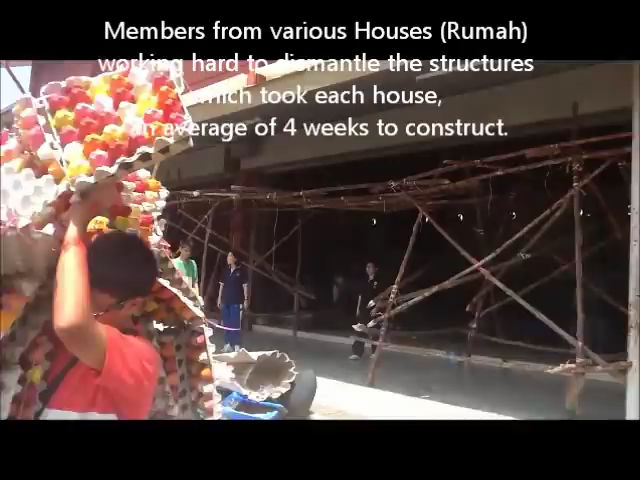 Members from various Houses (Rumah)
working hard to dismantle the structures
which took each house,
an average of 4 weeks to construct.